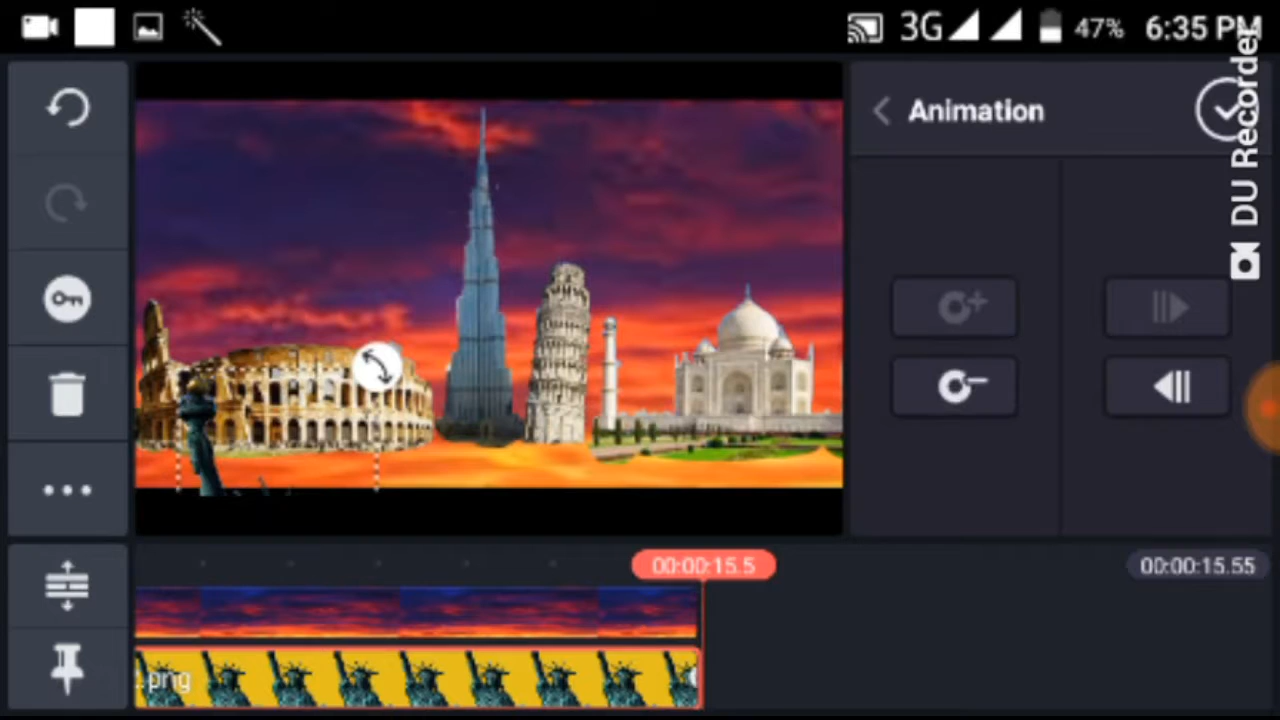 3G 47% 6:35 PM
DU Recorder
Animation
00:00:15.5
00:00:15.55
.png